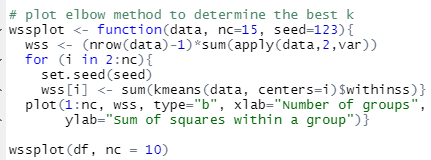 # plot elbow method to determine the best k
wssplot <- function(data, nc=15, seed=123){
  wss <- (nrow(data)-1)*sum(apply(data,2,var))
  for (i in 2:nc){
    set.seed(seed)
    wss[i] <- sum(kmeans(data, centers=i)$withinss)}
  plot(1:nc, wss, type="b", xlab="Number of groups",
       ylab="Sum of squares within a group")}
wssplot(df, nc = 10)